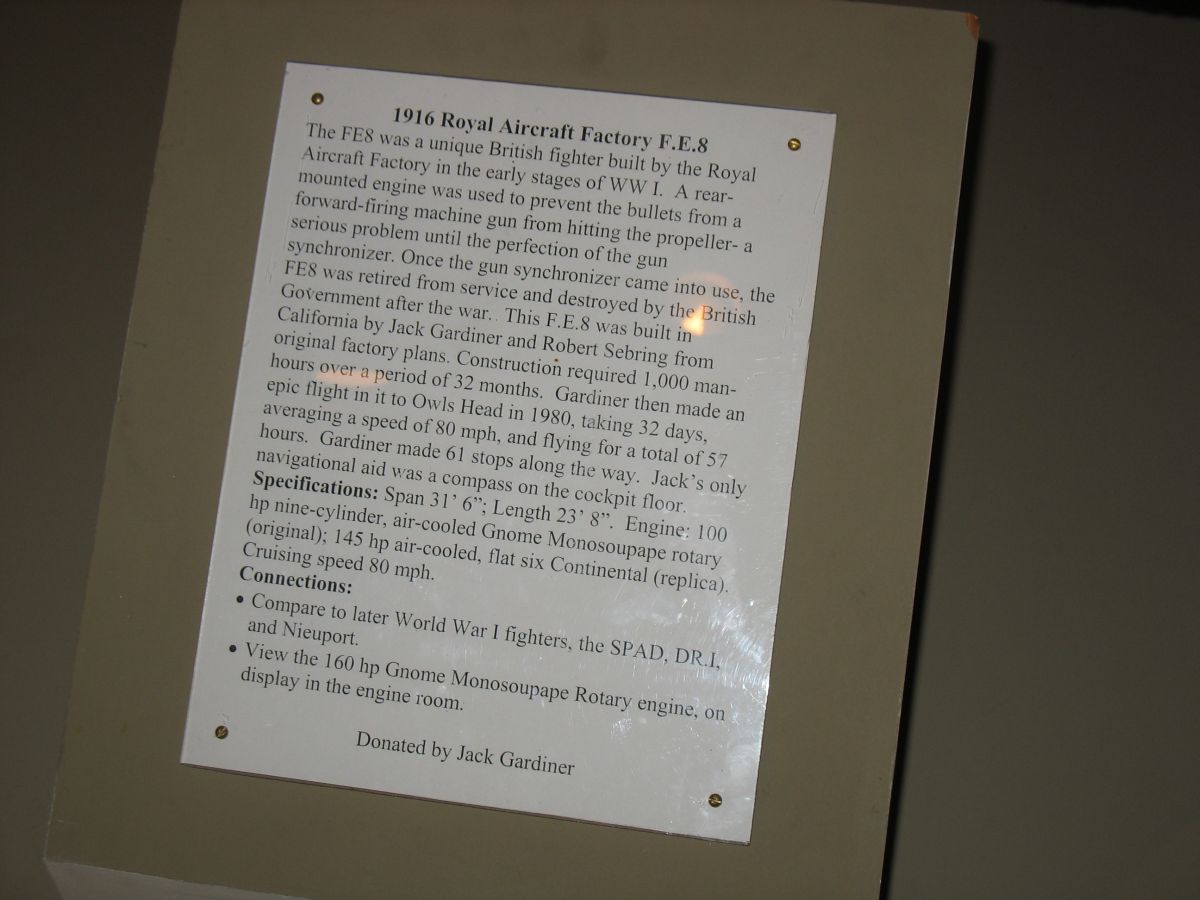 1916 Royal Aircraft Factory F.E.8
The FE8 was a unique British fighter built by the Royal
Aircraft Factory in the early stages of WW I.  A rear-
mounted engine was used to prevent the bullets from a
forward-firing machine gun from hitting the propeller- a
serious problem until the perfection of the gun
synchronizer. Once the gun synchronizer came into use, the
FE8 was retired from service and destroyed by the British
Government after the war.  This F.E.8 was built in
California by Jack Gardiner and Robert Sebring from
original factory plans. Construction required 1,000 man-
hours over a period of 32 months.  Gardiner then made an
epic flight in it to Owls Head in 1980, taking 32 days,
averaging a speed of 80 mph, and flying for a total of 57
hours.  Gardiner made 61 stops along the way.  Jack's only
navigational aid was a compass on the cockpit floor.
Specifications: Span 31' 6"; Length 23' 8".  Engine: 100
hp nine-cylinder, air-cooled Gnome Monosoupape rotary
(original); 145 hp air-cooled, flat six Continental (replica).
Cruising speed 80 mph.
Connections:
• Compare to later World War I fighters, the SPAD, DR.I,
and Nieuport.
• View the 160 hp Gnome Monosoupape Rotary engine, on
display in the engine room.
Donated by Jack Gardiner